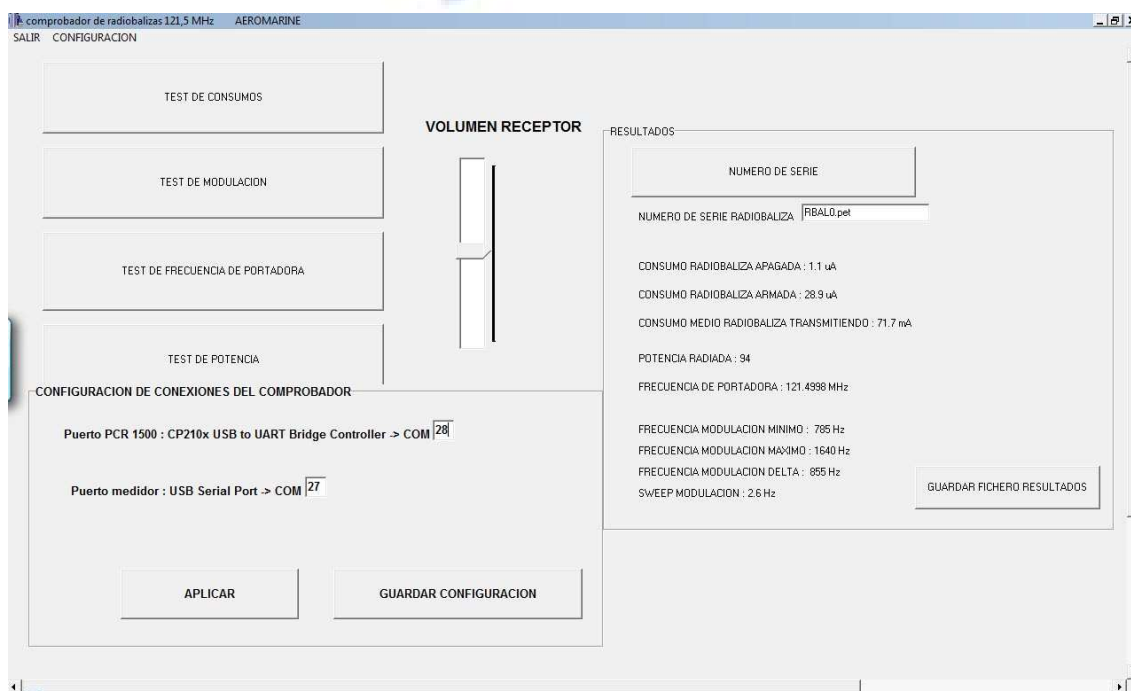 comprobador de radiobalizas 121,5 MHz AEROMARINE
SALIR CONFIGURACION
TEST DE CONSUMOS
TEST DE MODULACION
TEST DE FRECUENCIA DE PORTADORA
TEST DE POTENCIA
VOLUMEN RECEPTOR
CONFIGURACION DE CONEXIONES DEL COMPROBADOR
Puerto PCR 1500 : CP210x USB to UART Bridge Controller -> COM 28
Puerto medidor : USB Serial Port -> COM 27
APLICAR
GUARDAR CONFIGURACION
RESULTADOS
NUMERO DE SERIE
NUMERO DE SERIE RADIOBALIZA RBAL0.pet
CONSUMO RADIOBALIZA APAGADA : 1.1 uA
CONSUMO RADIOBALIZA ARMADA : 28.9 uA
CONSUMO MEDIO RADIOBALIZA TRANSMITIENDO : 71.7 mA
POTENCIA RADIADA : 94
FRECUENCIA DE PORTADORA : 121.4998 MHz
FRECUENCIA MODULACION MINIMO : 785 Hz
FRECUENCIA MODULACION MAXIMO : 1640 Hz
FRECUENCIA MODULACION DELTA : 855 Hz
SWEEP MODULACION : 2.6 Hz
GUARDAR FICHERO RESULTADOS